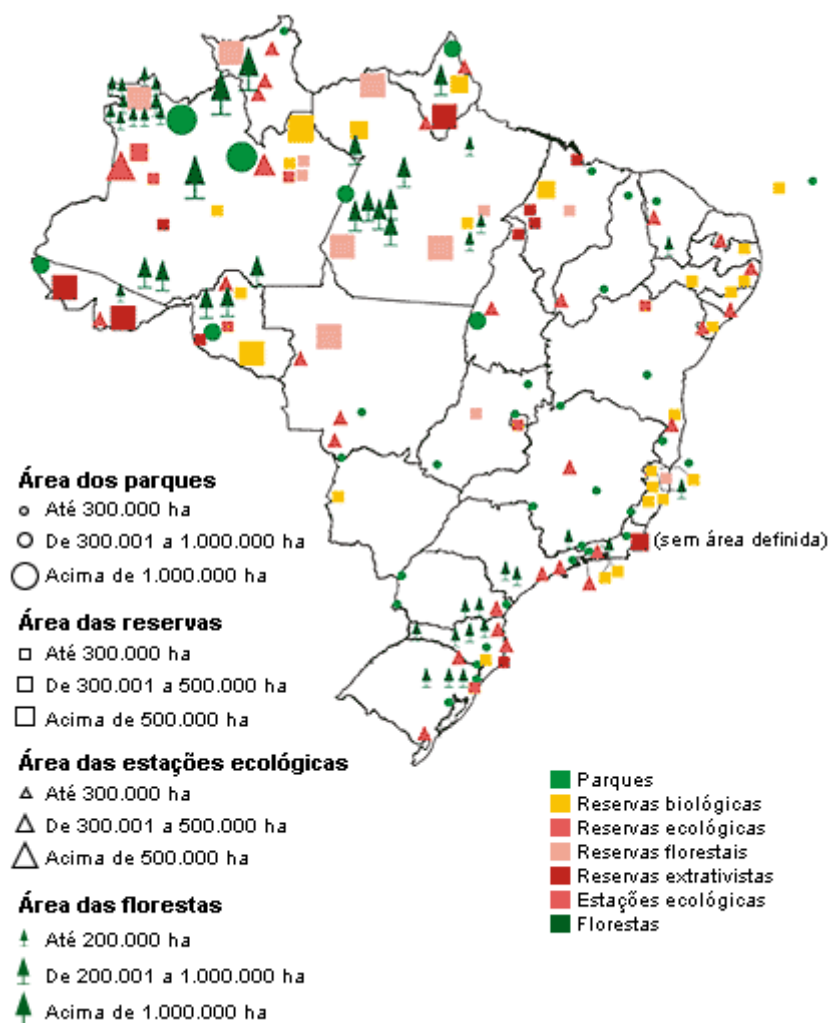 (sem área definida)
Área dos parques
Até 300.000 ha
De 300.001 a 1.000.000 ha
Acima de 1.000.000 ha
Área das reservas
Até 300.000 ha
De 300.001 a 500.000 ha
Acima de 500.000 ha
Área das estações ecológicas
Até 300.000 ha
De 300.001 a 500.000 ha
Acima de 500.000 ha
Área das florestas
Até 200.000 ha
De 200.001 a 1.000.000 ha
Acima de 1.000.000 ha
Parques
Reservas biológicas
Reservas ecológicas
Reservas florestais
Reservas extrativistas
Estações ecológicas
Florestas